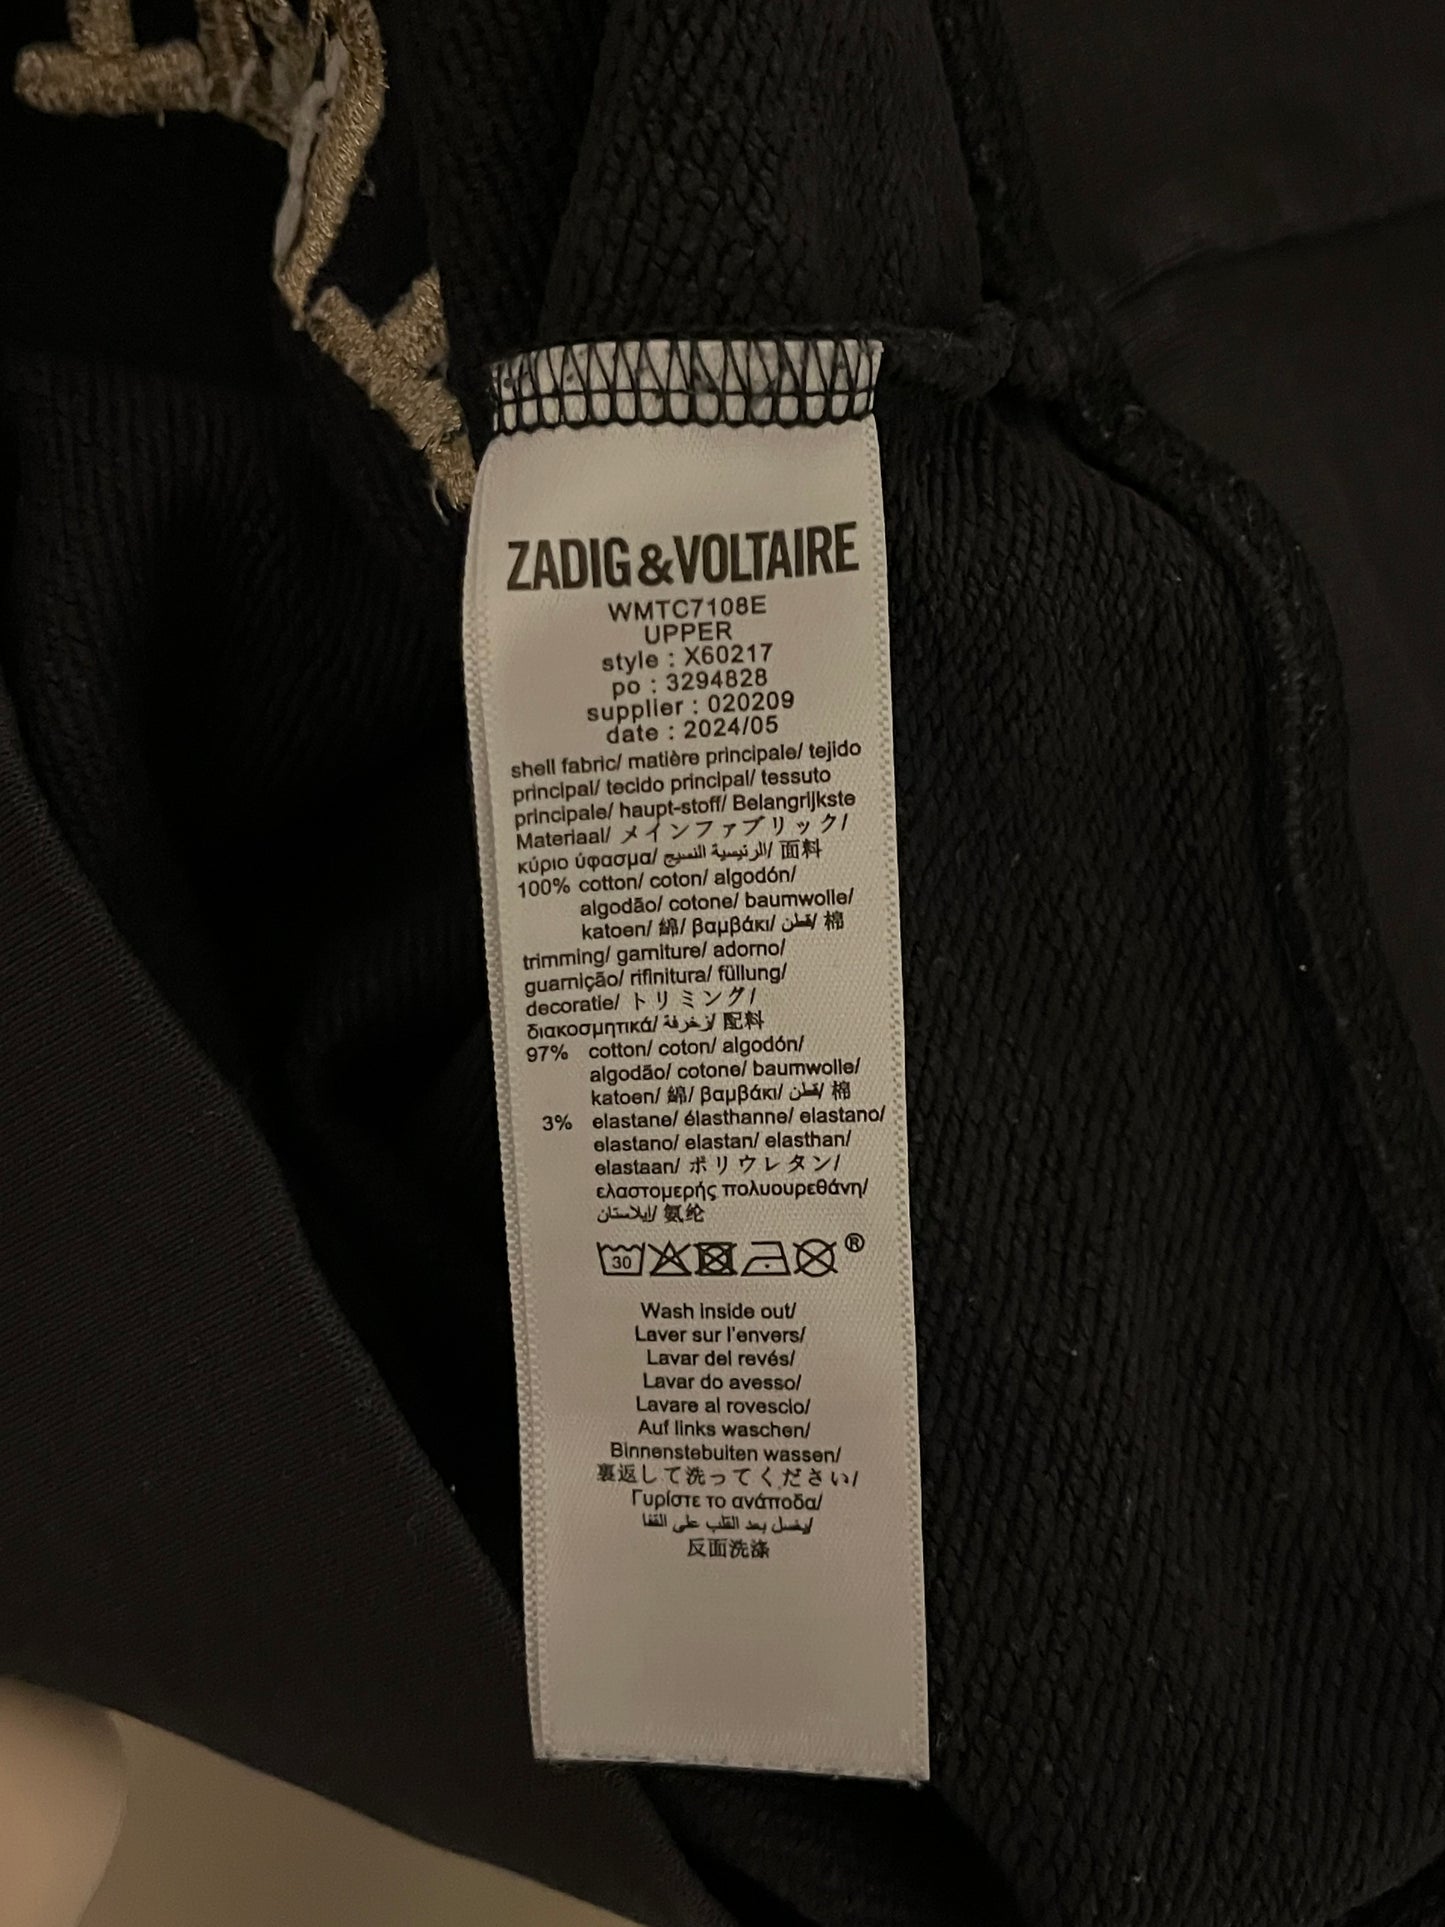 ZADIG&VOLTAIRE
WMTC7108E
UPPER
style : X60217
po : 3294828
supplier : 020209
date : 2024/05
shell fabric/ matière principale/ tejido
principal/ tecido principal/ tessuto
principale/ haupt-stoff/ Belangrijkste
Materiaal/ メインファブリック/
κύριο ύφασμα/ الرئيسية النسيج/ 面料
100% cotton/ coton/ algodón/
algodão/ cotone/ baumwolle/
katoen/ 綿/ βαμβάκι/ قطن/ 棉
trimming/ garniture/ adorno/
guarnição/ rifinitura/ füllung/
decoratie/ トリミング/
διακοσμητικά/ زخرفة/ 配料
97% cotton/ coton/ algodón/
algodão/ cotone/ baumwolle/
katoen/ 綿/ βαμβάκι/ قطن/ 棉
3% elastane/ élasthanne/ elastano/
elastano/ elastan/ elasthan/
elastaan/ ポリウレタン/
ελαστομερής πολυουρεθάνη/
إيلاستان/ 氨纶
30 ®
Wash inside out/
Laver sur l'envers/
Lavar del revés/
Lavar do avesso/
Lavare al rovescio/
Auf links waschen/
Binnenstebuiten wassen/
裏返して洗ってください/
Γυρίστε το ανάποδα/
يغسل بعد القلب على القفا/
反面洗涤